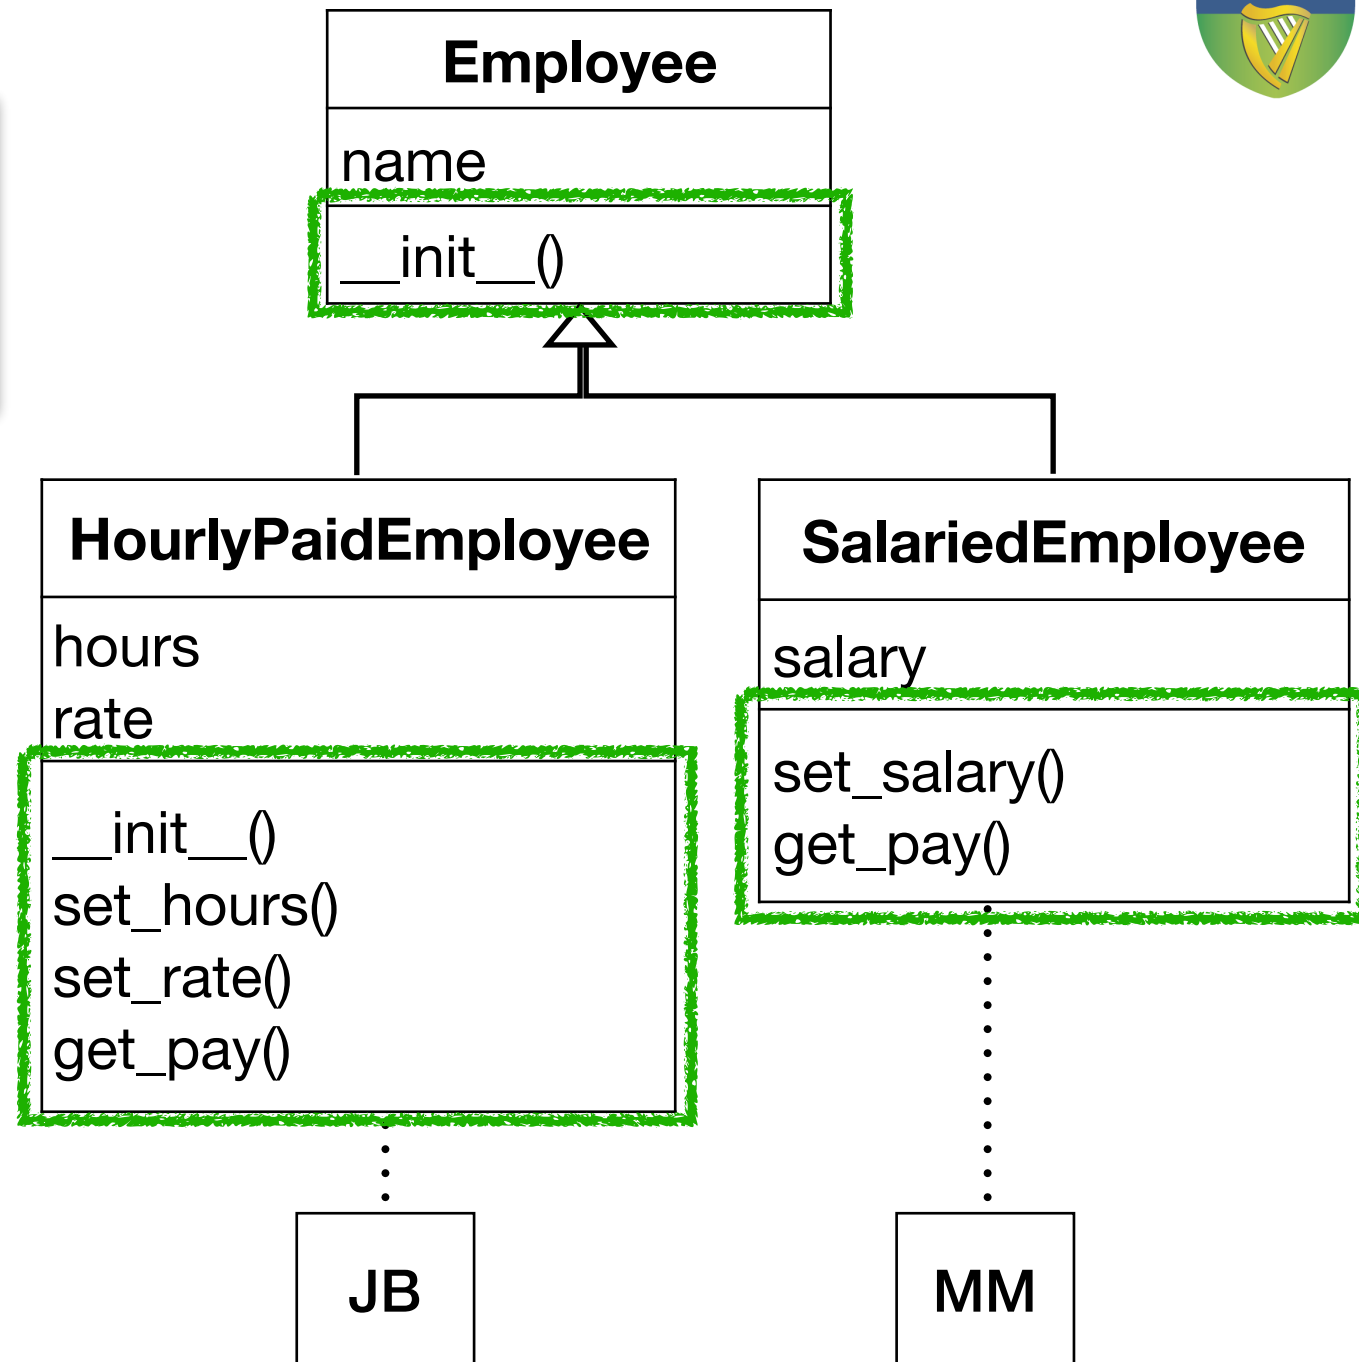 Employee
name
__init__()
HourlyPaidEmployee
hours
rate
__init__()
set_hours()
set_rate()
get_pay()
SalariedEmployee
salary
set_salary()
get_pay()
JB
MM